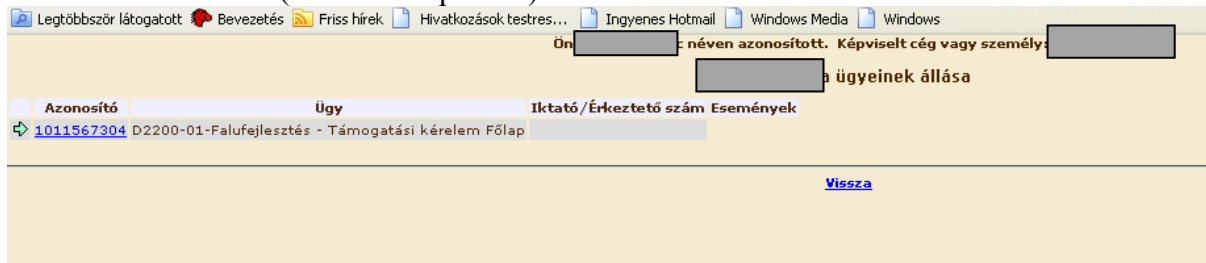 Legtöbbször látogatott Bevezetés Friss hírek Hivatkozások testres... Ingyenes Hotmail Windows Media Windows
Ön néven azonosított. Képviselt cég vagy személy:
ügyeinek állása
Azonosító Ügy Iktató/Érkeztető szám Események
1011567304 D2200-01-Falufejlesztés - Támogatási kérelem Főlap
Vissza